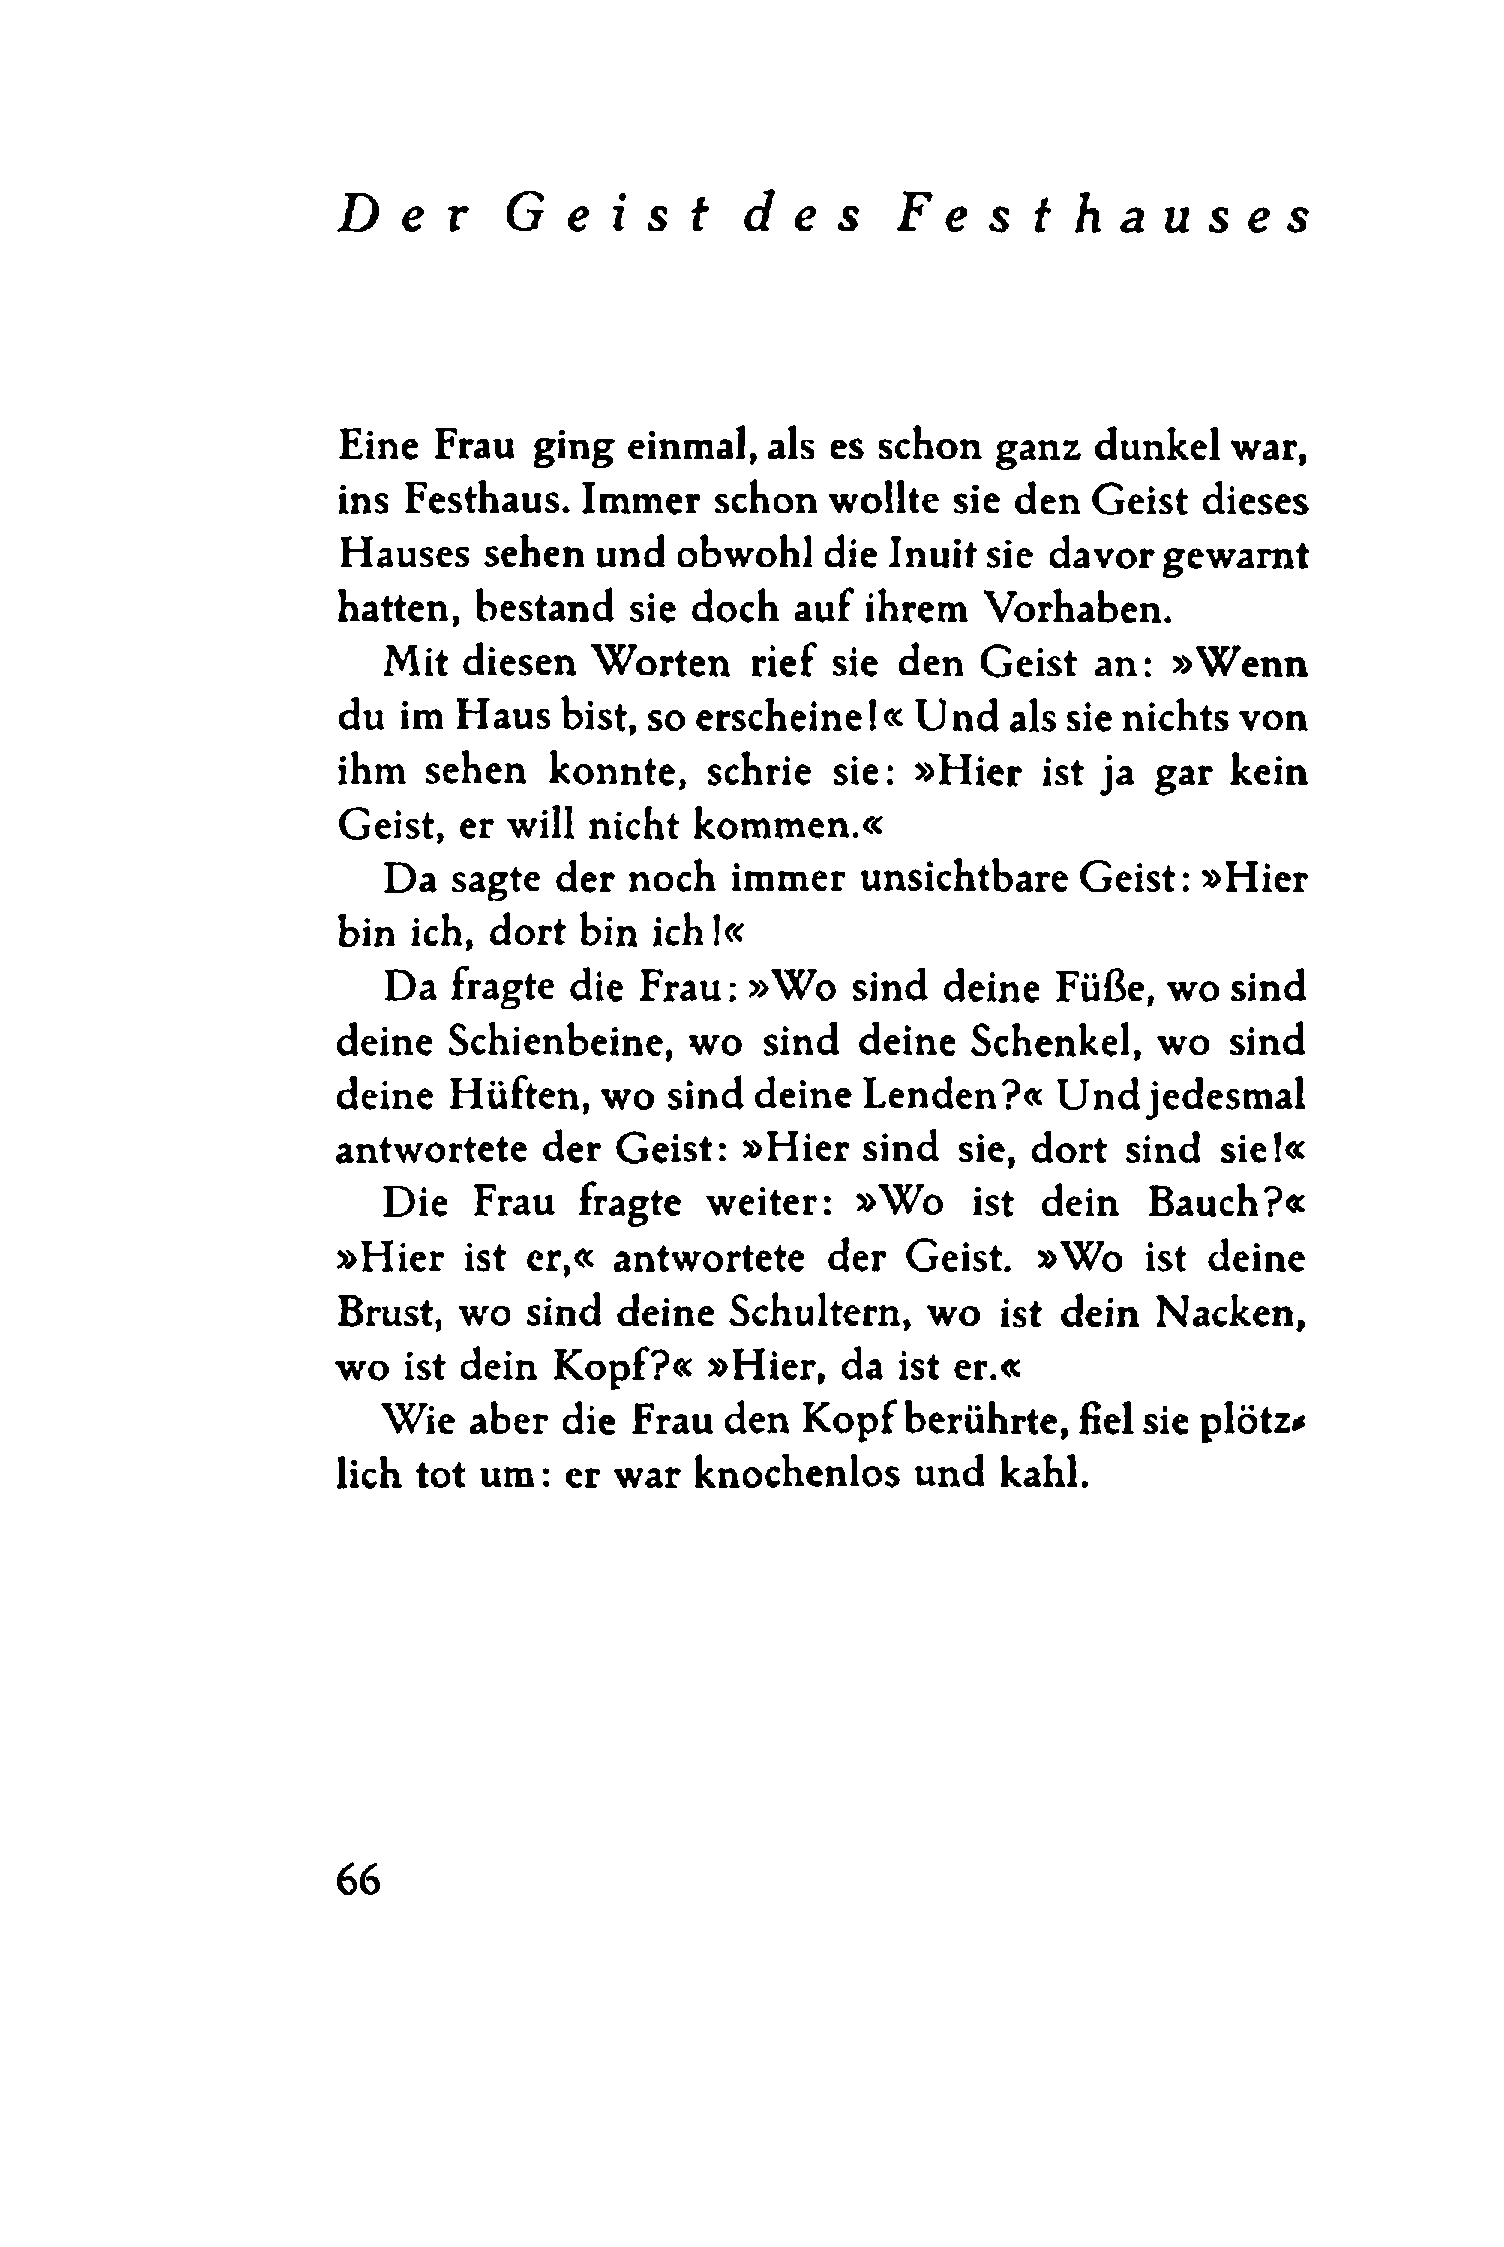 Der Geist des Festhauses
Eine Frau ging einmal, als es schon ganz dunkel war,
ins Festhaus. Immer schon wollte sie den Geist dieses
Hauses sehen und obwohl die Inuit sie davor gewarnt
hatten, bestand sie doch auf ihrem Vorhaben.
Mit diesen Worten rief sie den Geist an: »Wenn
du im Haus bist, so erscheine!« Und als sie nichts von
ihm sehen konnte, schrie sie: »Hier ist ja gar kein
Geist, er will nicht kommen.«
Da sagte der noch immer unsichtbare Geist: »Hier
bin ich, dort bin ich!«
Da fragte die Frau: »Wo sind deine Füße, wo sind
deine Schienbeine, wo sind deine Schenkel, wo sind
deine Hüften, wo sind deine Lenden?« Und jedesmal
antwortete der Geist: »Hier sind sie, dort sind sie!«
Die Frau fragte weiter: »Wo ist dein Bauch?«
»Hier ist er,« antwortete der Geist. »Wo ist deine
Brust, wo sind deine Schultern, wo ist dein Nacken,
wo ist dein Kopf?« »Hier, da ist er.«
Wie aber die Frau den Kopf berührte, fiel sie plötz-
lich tot um: er war knochenlos und kahl.
66